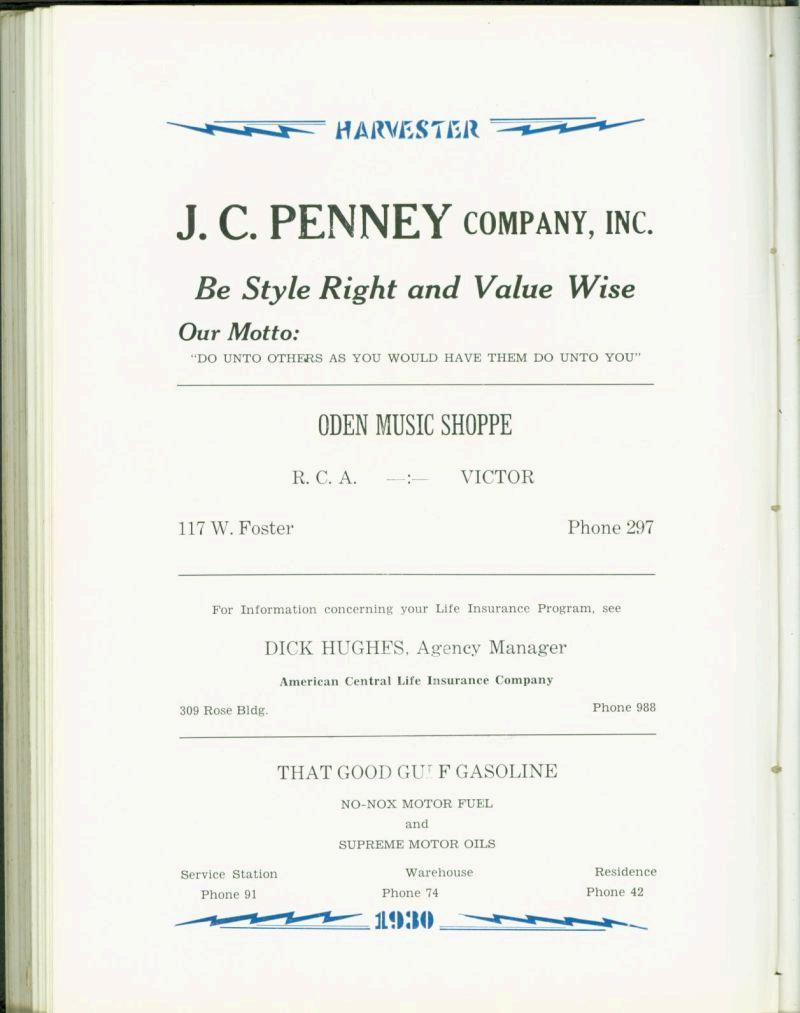 HARVESTER
J. C. PENNEY COMPANY, INC.
Be Style Right and Value Wise
Our Motto:
"DO UNTO OTHERS AS YOU WOULD HAVE THEM DO UNTO YOU"
ODEN MUSIC SHOPPE
R. C. A. —:— VICTOR
117 W. Foster Phone 297
For Information concerning your Life Insurance Program, see
DICK HUGHES, Agency Manager
American Central Life Insurance Company
309 Rose Bldg. Phone 988
THAT GOOD GULF GASOLINE
NO-NOX MOTOR FUEL
and
SUPREME MOTOR OILS
Service Station Warehouse Residence
Phone 91 Phone 74 Phone 42
1930